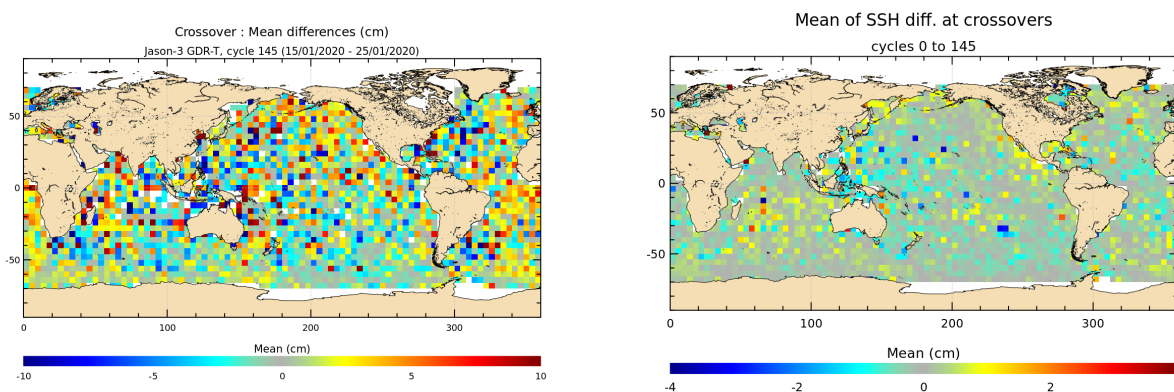 Crossover : Mean differences (cm)
Jason-3 GDR-T, cycle 145 (15/01/2020 - 25/01/2020)
50
0
-50
0 100 200 300
Mean (cm)
-10 -5 0 5 10
Mean of SSH diff. at crossovers
cycles 0 to 145
50
0
-50
0 100 200 300
Mean (cm)
-4 -2 0 2